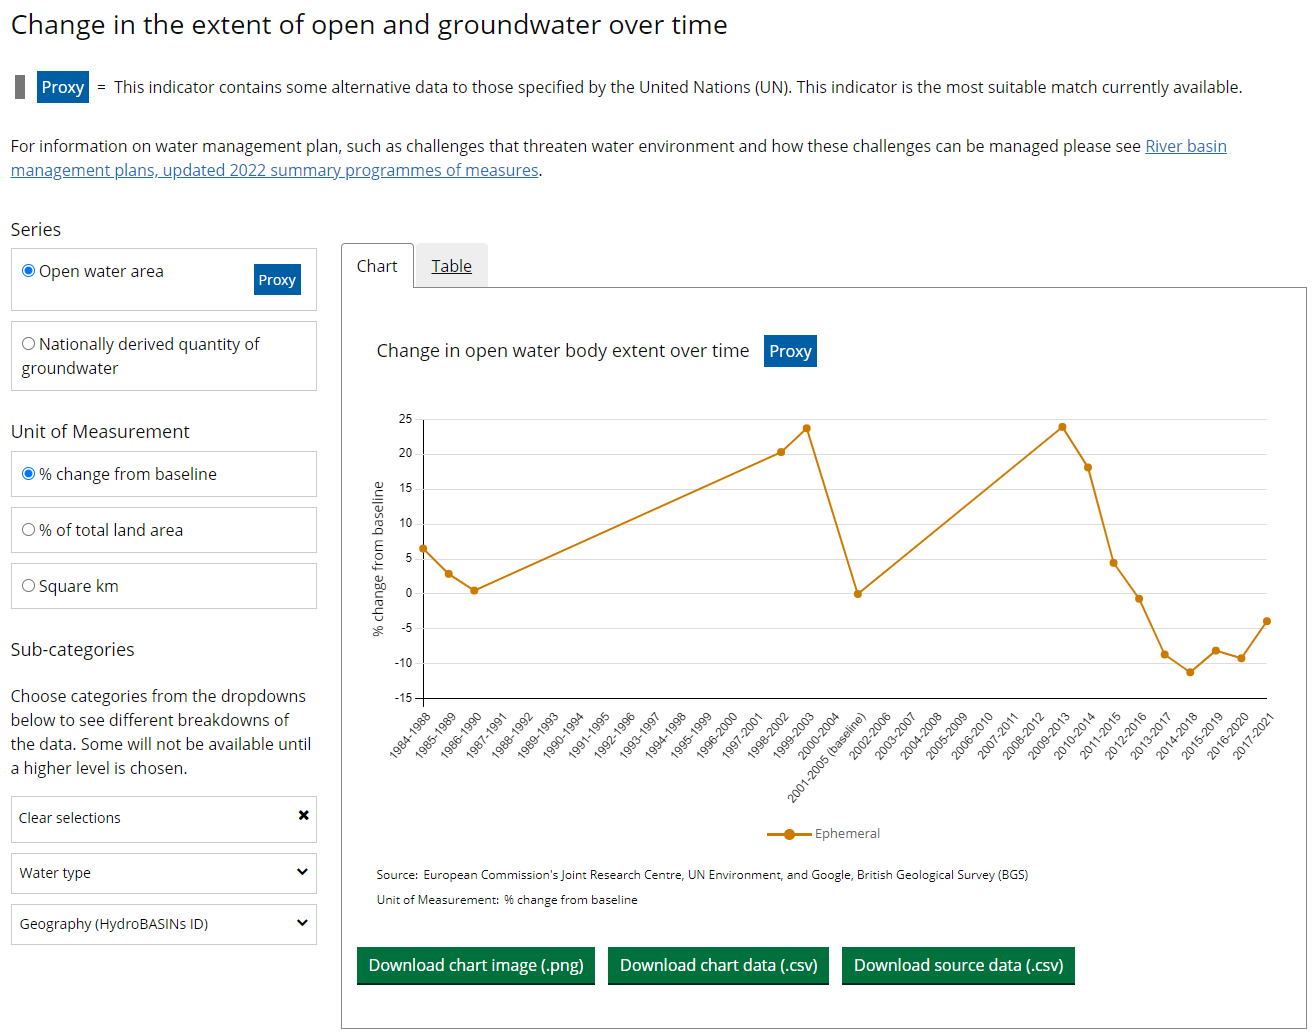 Change in the extent of open and groundwater over time
Proxy = This indicator contains some alternative data to those specified by the United Nations (UN). This indicator is the most suitable match currently available.
For information on water management plan, such as challenges that threaten water environment and how these challenges can be managed please see River basin
management plans, updated 2022 summary programmes of measures.
Series
Open water area
Proxy
Nationally derived quantity of
groundwater
Unit of Measurement
% change from baseline
% of total land area
Square km
Sub-categories
Choose categories from the dropdowns
below to see different breakdowns of
the data. Some will not be available until
a higher level is chosen.
Clear selections ✖
Water type
Geography (HydroBASINs ID)
Chart
Table
Change in open water body extent over time Proxy
% change from baseline
25
20
15
10
5
0
-5
-10
-15
1984-1988
1985-1989
1986-1990
1987-1991
1988-1992
1989-1993
1990-1994
1991-1995
1992-1996
1993-1997
1994-1998
1995-1999
1996-2000
1997-2001
1998-2002
1999-2003
2000-2004
2001-2005 (baseline)
2002-2006
2003-2007
2004-2008
2005-2009
2006-2010
2007-2011
2008-2012
2009-2013
2010-2014
2011-2015
2012-2016
2013-2017
2014-2018
2015-2019
2016-2020
2017-2021
Ephemeral
Source: European Commission's Joint Research Centre, UN Environment, and Google, British Geological Survey (BGS)
Unit of Measurement: % change from baseline
Download chart image (.png)
Download chart data (.csv)
Download source data (.csv)